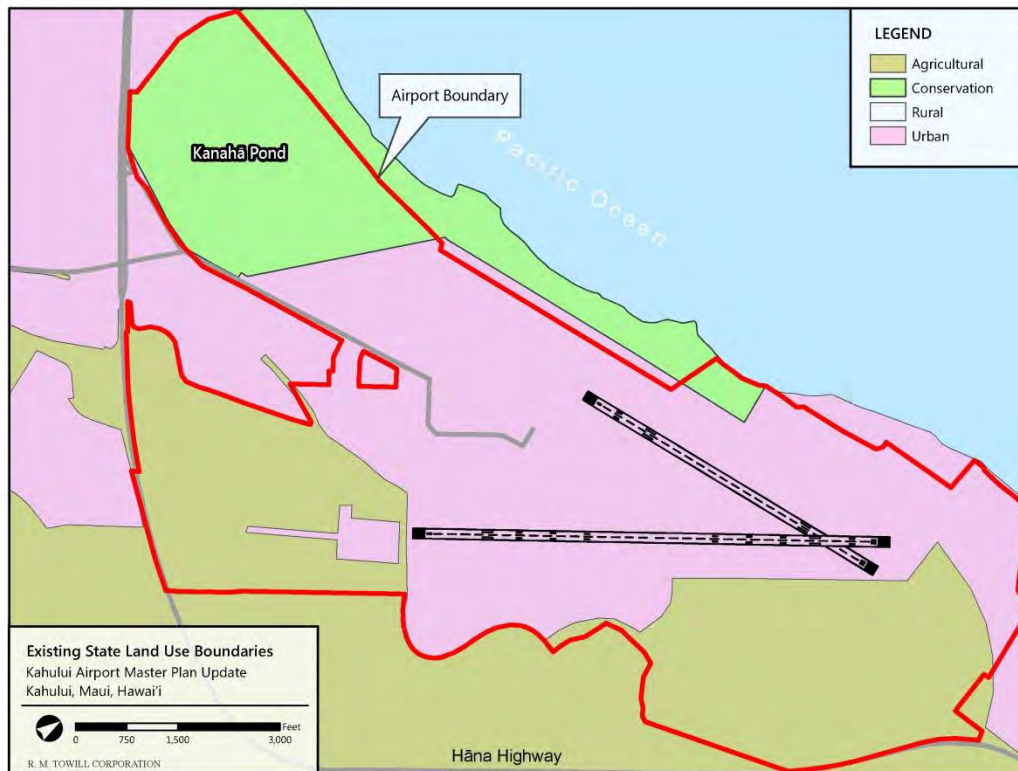 LEGEND
Agricultural
Conservation
Rural
Urban
Airport Boundary
Kanahā Pond
Pacific Ocean
Existing State Land Use Boundaries
Kahului Airport Master Plan Update
Kahului, Maui, Hawai‘i
Feet
0 750 1,500 3,000
R. M. TOWILL CORPORATION
Hāna Highway